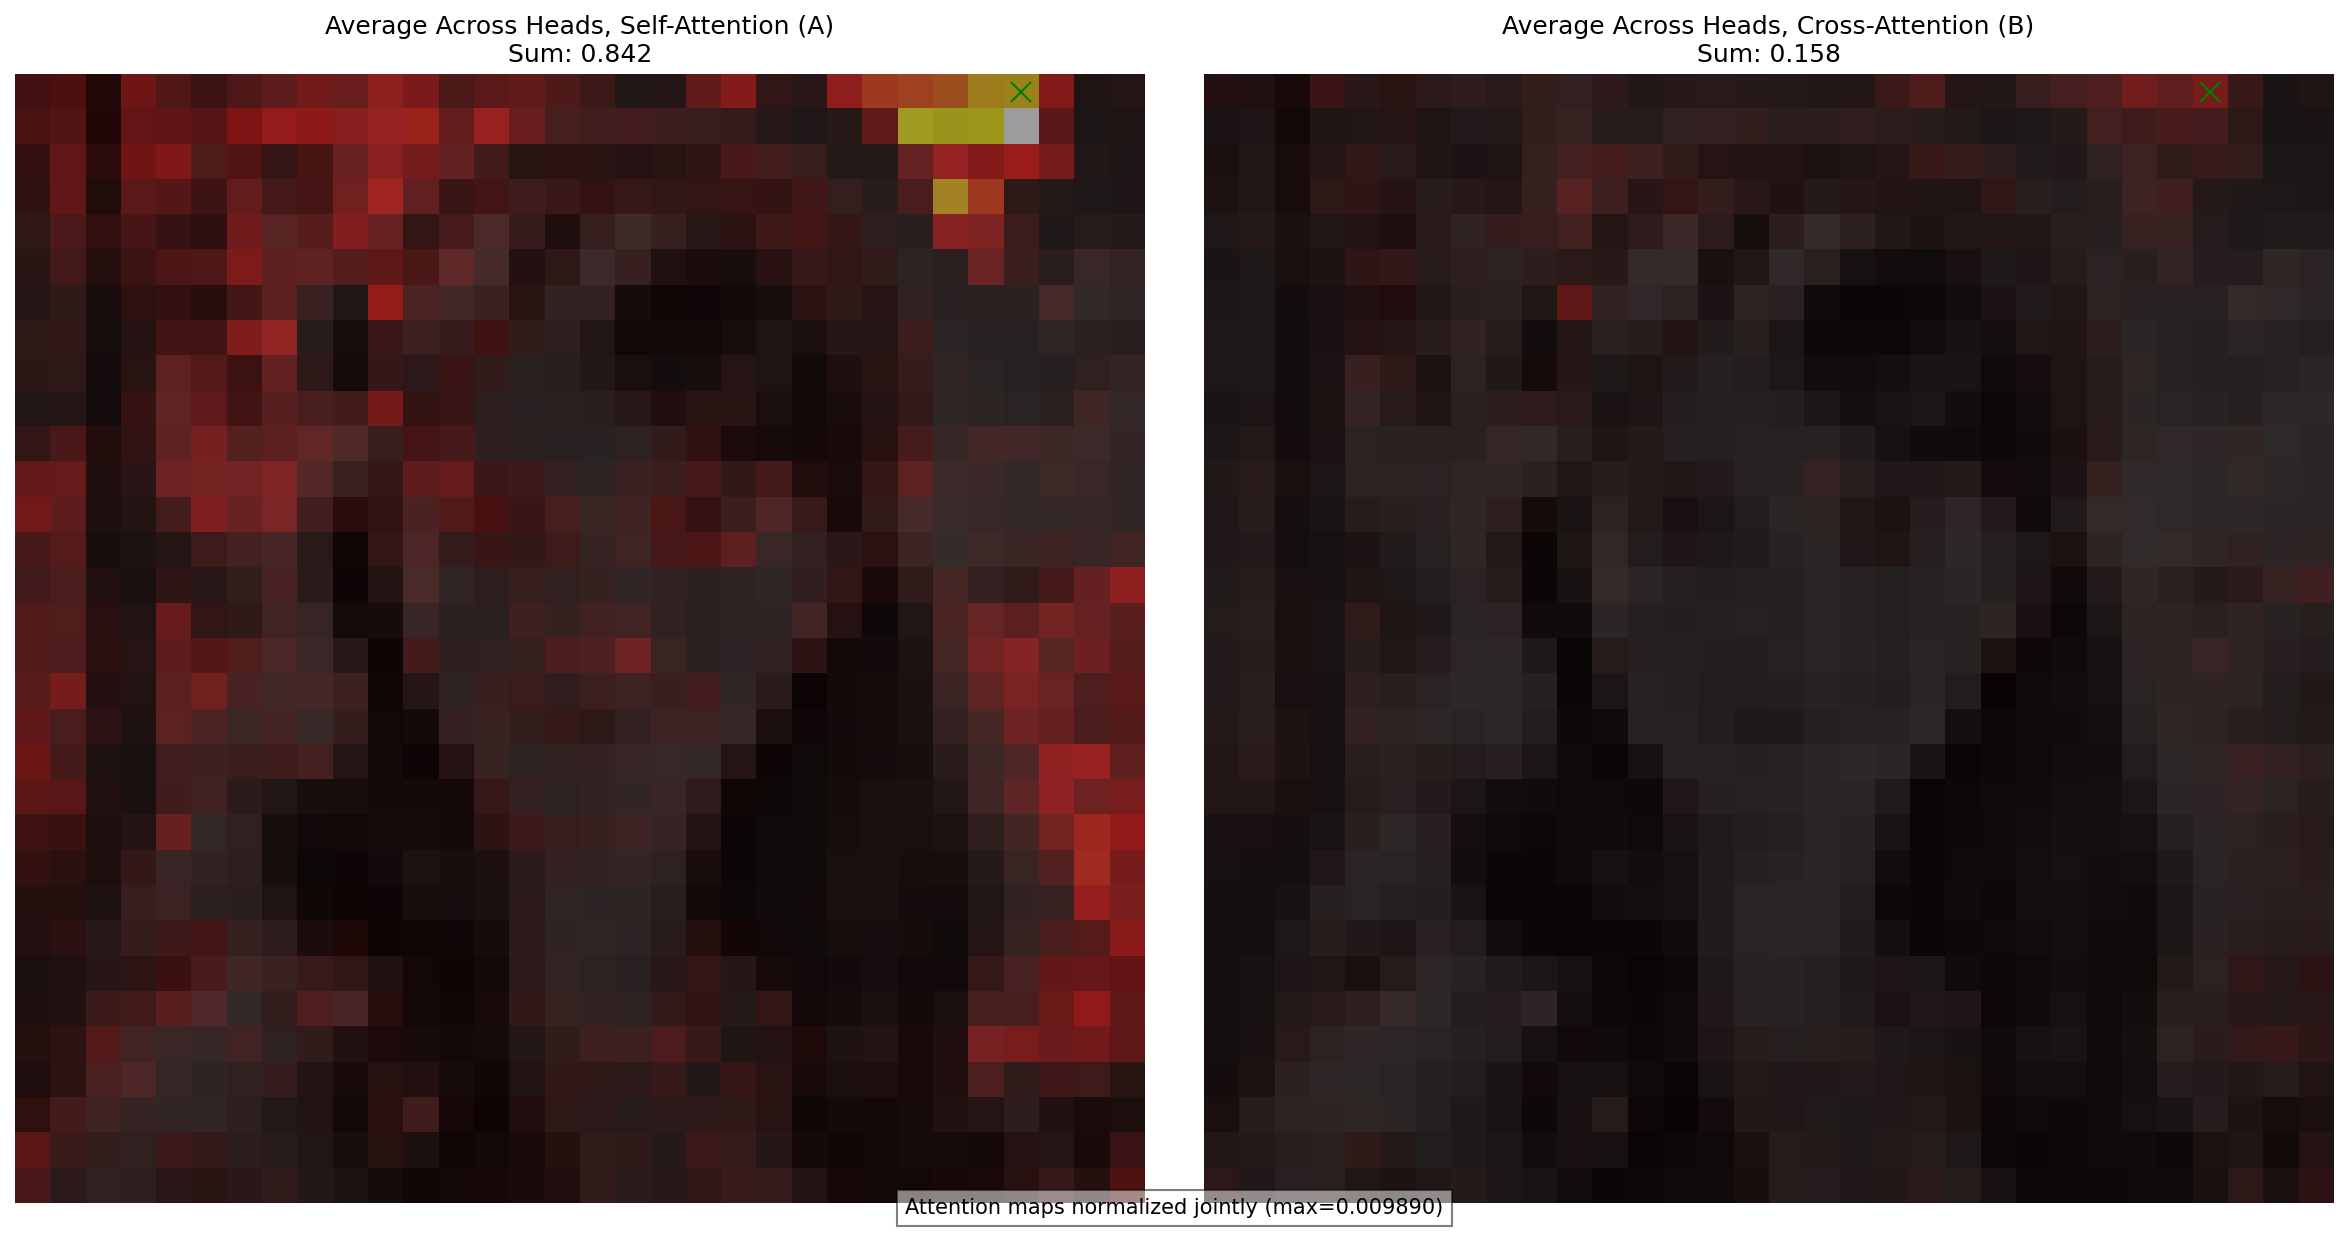 Average Across Heads, Self-Attention (A)
Sum: 0.842
Average Across Heads, Cross-Attention (B)
Sum: 0.158
Attention maps normalized jointly (max=0.009890)